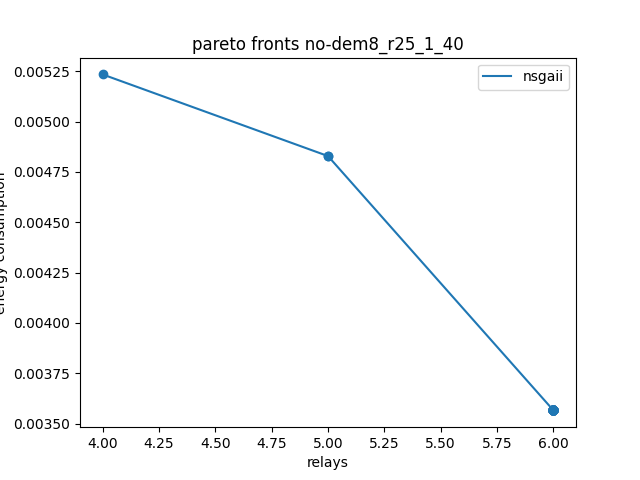 pareto fronts no-dem8_r25_1_40
nsgaii
0.00525
0.00500
0.00475
0.00450
0.00425
0.00400
0.00375
0.00350
energy consumption
4.00 4.25 4.50 4.75 5.00 5.25 5.50 5.75 6.00
relays